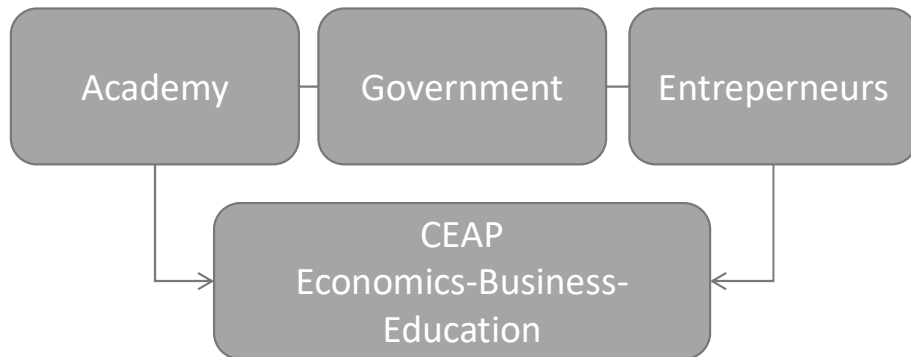 Academy
Government
Entreperneurs
CEAP
Economics-Business-
Education